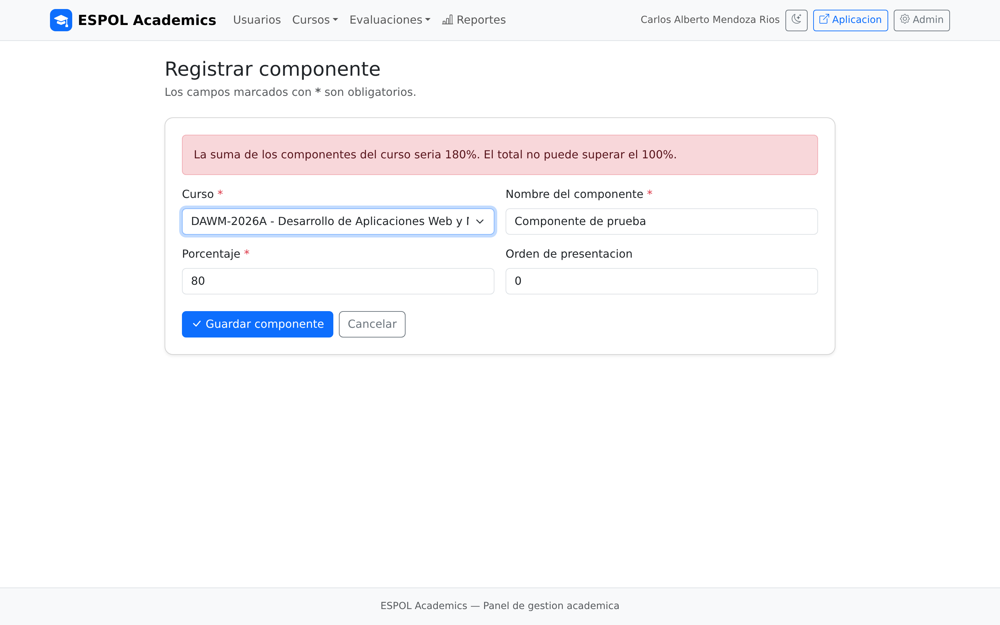 ESPOL Academics Usuarios Cursos Evaluaciones Reportes Carlos Alberto Mendoza Rios Aplicacion Admin
Registrar componente
Los campos marcados con * son obligatorios.
La suma de los componentes del curso seria 180%. El total no puede superar el 100%.
Curso * Nombre del componente *
DAWM-2026A - Desarrollo de Aplicaciones Web y Componente de prueba
Porcentaje * Orden de presentacion
80 0
Guardar componente Cancelar
ESPOL Academics — Panel de gestion academica